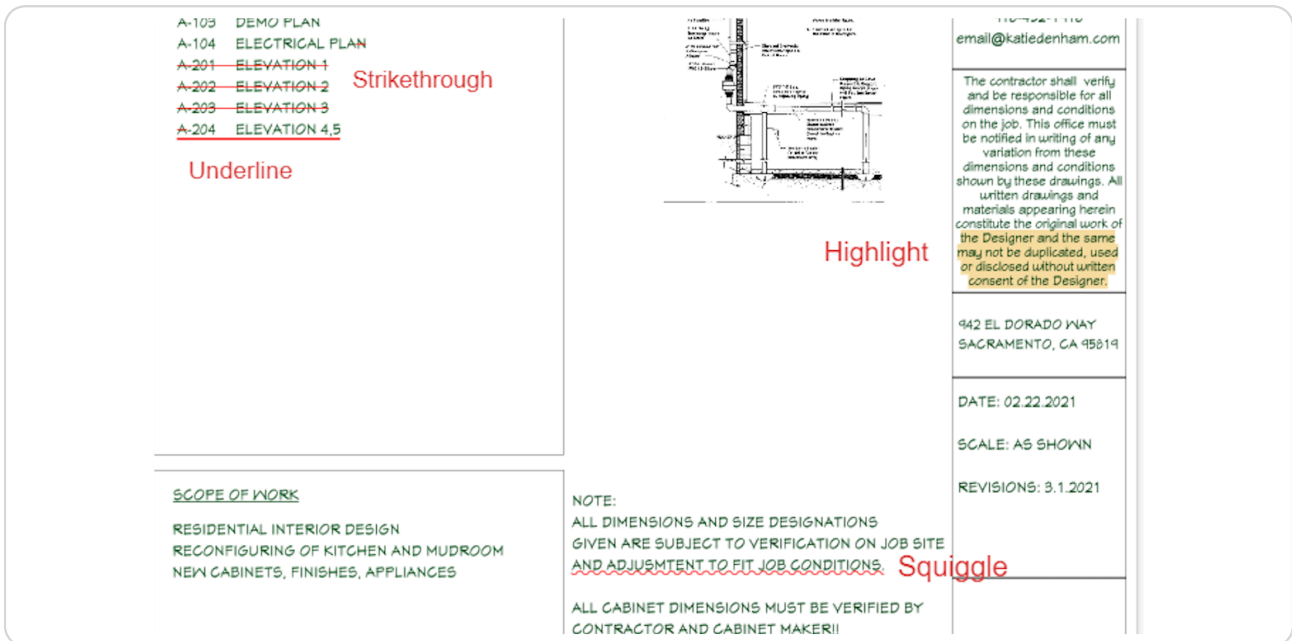 A-103 DEMO PLAN
A-104 ELECTRICAL PLAN
A-201 ELEVATION 1
A-202 ELEVATION 2
A-203 ELEVATION 3
A-204 ELEVATION 4,5
Strikethrough
Underline
email@katiedenham.com
The contractor shall verify
and be responsible for all
dimensions and conditions
on the job. This office must
be notified in writing of any
variation from these
dimensions and conditions
shown by these drawings. All
written drawings and
materials appearing herein
constitute the original work of
the Designer and the same
may not be duplicated, used
or disclosed without written
consent of the Designer.
Highlight
942 EL DORADO WAY
SACRAMENTO, CA 95819
DATE: 02.22.2021
SCALE: AS SHOWN
REVISIONS: 3.1.2021
SCOPE OF WORK
RESIDENTIAL INTERIOR DESIGN
RECONFIGURING OF KITCHEN AND MUDROOM
NEW CABINETS, FINISHES, APPLIANCES
NOTE:
ALL DIMENSIONS AND SIZE DESIGNATIONS
GIVEN ARE SUBJECT TO VERIFICATION ON JOB SITE
AND ADJUSMTENT TO FIT JOB CONDITIONS.
Squiggle
ALL CABINET DIMENSIONS MUST BE VERIFIED BY
CONTRACTOR AND CABINET MAKER!!